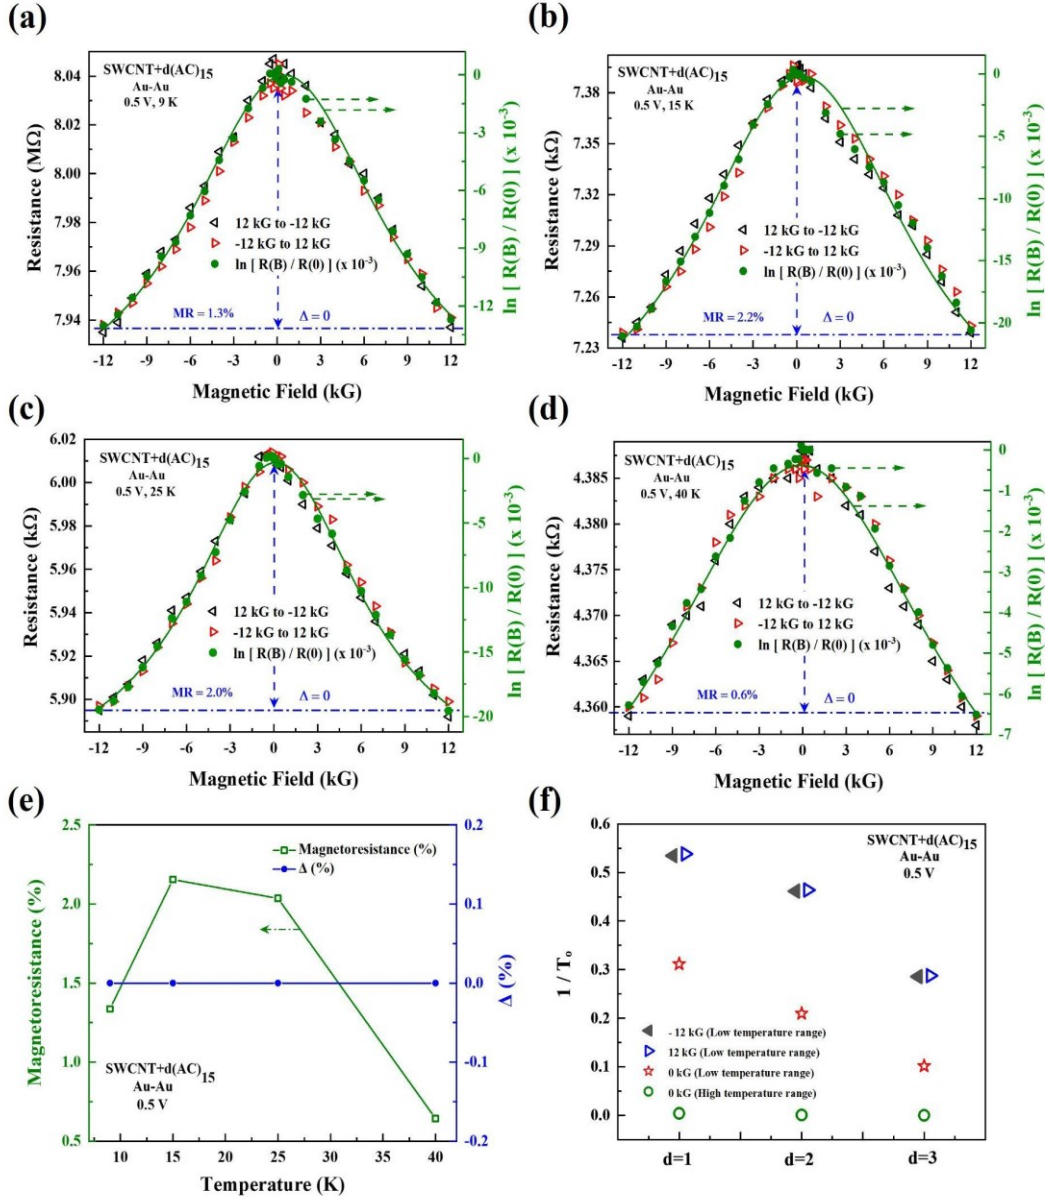 (a)
SWCNT+d(AC)15
Au-Au
0.5 V, 9 K
12 kG to -12 kG
-12 kG to 12 kG
ln [ R(B) / R(0) ] (x 10-3)
MR = 1.3%
Δ = 0
Resistance (MΩ)
8.04
8.02
8.00
7.98
7.96
7.94
ln [ R(B) / R(0) ] (x 10-3)
0
-3
-6
-9
-12
-12 -9 -6 -3 0 3 6 9 12
Magnetic Field (kG)
(b)
SWCNT+d(AC)15
Au-Au
0.5 V, 15 K
12 kG to -12 kG
-12 kG to 12 kG
ln [ R(B) / R(0) ] (x 10-3)
MR = 2.2%
Δ = 0
Resistance (kΩ)
7.38
7.35
7.32
7.29
7.26
7.23
ln [ R(B) / R(0) ] (x 10-3)
0
-5
-10
-15
-20
-12 -9 -6 -3 0 3 6 9 12
Magnetic Field (kG)
(c)
SWCNT+d(AC)15
Au-Au
0.5 V, 25 K
12 kG to -12 kG
-12 kG to 12 kG
ln [ R(B) / R(0) ] (x 10-3)
MR = 2.0%
Δ = 0
Resistance (kΩ)
6.02
6.00
5.98
5.96
5.94
5.92
5.90
ln [ R(B) / R(0) ] (x 10-3)
0
-5
-10
-15
-20
-12 -9 -6 -3 0 3 6 9 12
Magnetic Field (kG)
(d)
SWCNT+d(AC)15
Au-Au
0.5 V, 40 K
12 kG to -12 kG
-12 kG to 12 kG
ln [ R(B) / R(0) ] (x 10-3)
MR = 0.6%
Δ = 0
Resistance (kΩ)
4.385
4.380
4.375
4.370
4.365
4.360
ln [ R(B) / R(0) ] (x 10-3)
0
-1
-2
-3
-4
-5
-6
-7
-12 -9 -6 -3 0 3 6 9 12
Magnetic Field (kG)
(e)
Magnetoresistance (%)
Δ (%)
SWCNT+d(AC)15
Au-Au
0.5 V
Magnetoresistance (%)
2.5
2.0
1.5
1.0
0.5
Δ (%)
0.2
0.1
0.0
-0.1
-0.2
10 15 20 25 30 35 40
Temperature (K)
(f)
SWCNT+d(AC)15
Au-Au
0.5 V
- 12 kG (Low temperature range)
12 kG (Low temperature range)
0 kG (Low temperature range)
0 kG (High temperature range)
1 / To
0.6
0.5
0.4
0.3
0.2
0.1
0.0
d=1 d=2 d=3